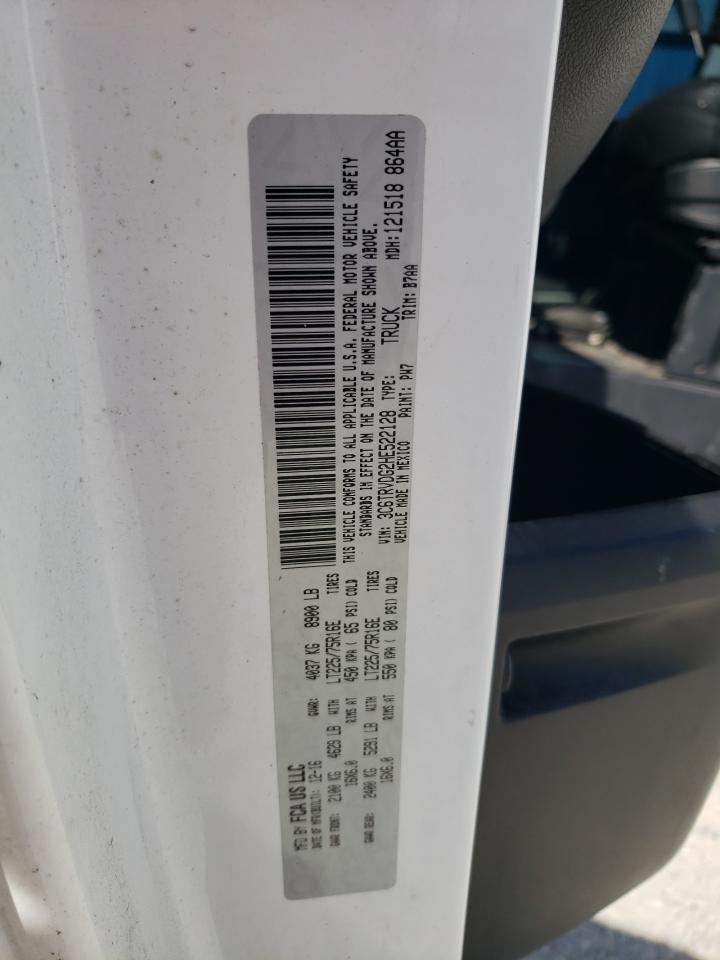 MFD BY FCA US LLC
DATE OF MFR(BUILT): 12-16 GVWR: 4037 KG 8900 LB
GAWR FRONT: 2100 KG 4629 LB WITH LT225/75R16E TIRES
16X6.0 RIMS AT 450 KPA ( 65 PSI) COLD
GAWR REAR: 2400 KG 5291 LB WITH LT225/75R16E TIRES
16X6.0 RIMS AT 550 KPA ( 80 PSI) COLD
THIS VEHICLE CONFORMS TO ALL APPLICABLE U.S.A. FEDERAL MOTOR VEHICLE SAFETY
STANDARDS IN EFFECT ON THE DATE OF MANUFACTURE SHOWN ABOVE.
VIN: 3C6TRVDG2HE522128 TYPE: TRUCK MDH:121518 864AA
VEHICLE MADE IN MEXICO PAINT: PW7 TRIM: B7AA